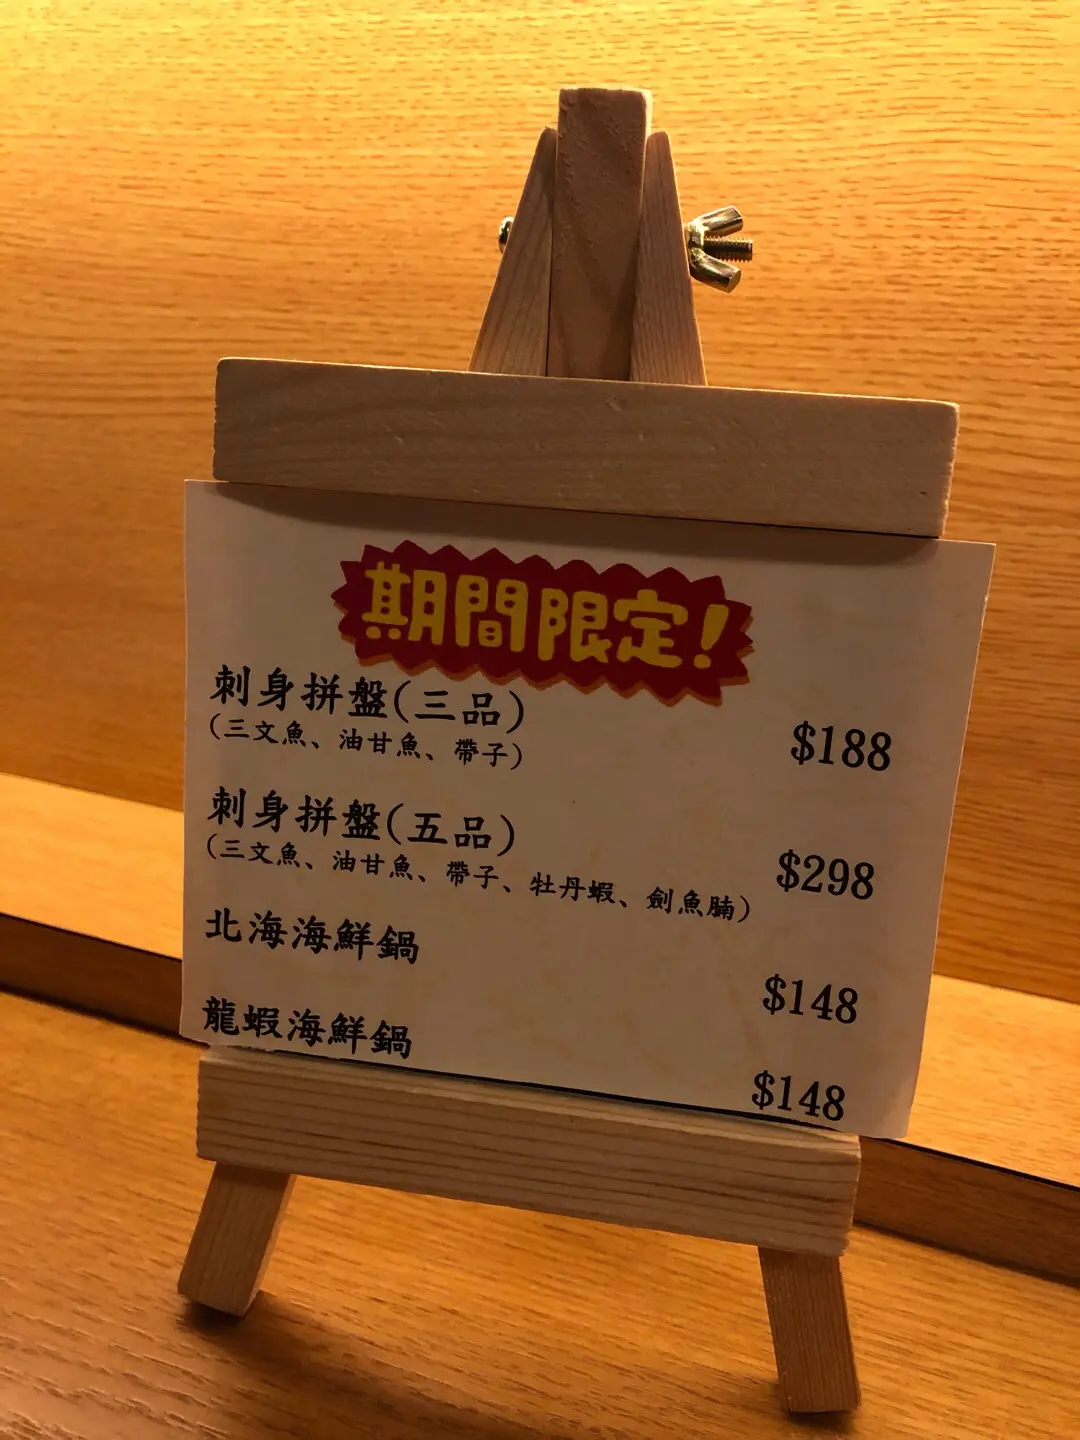 期間限定!
刺身拼盤(三品)
(三文魚、油甘魚、帶子)
$188
刺身拼盤(五品)
(三文魚、油甘魚、帶子、牡丹蝦、劍魚腩)
$298
北海海鮮鍋
$148
龍蝦海鮮鍋
$148